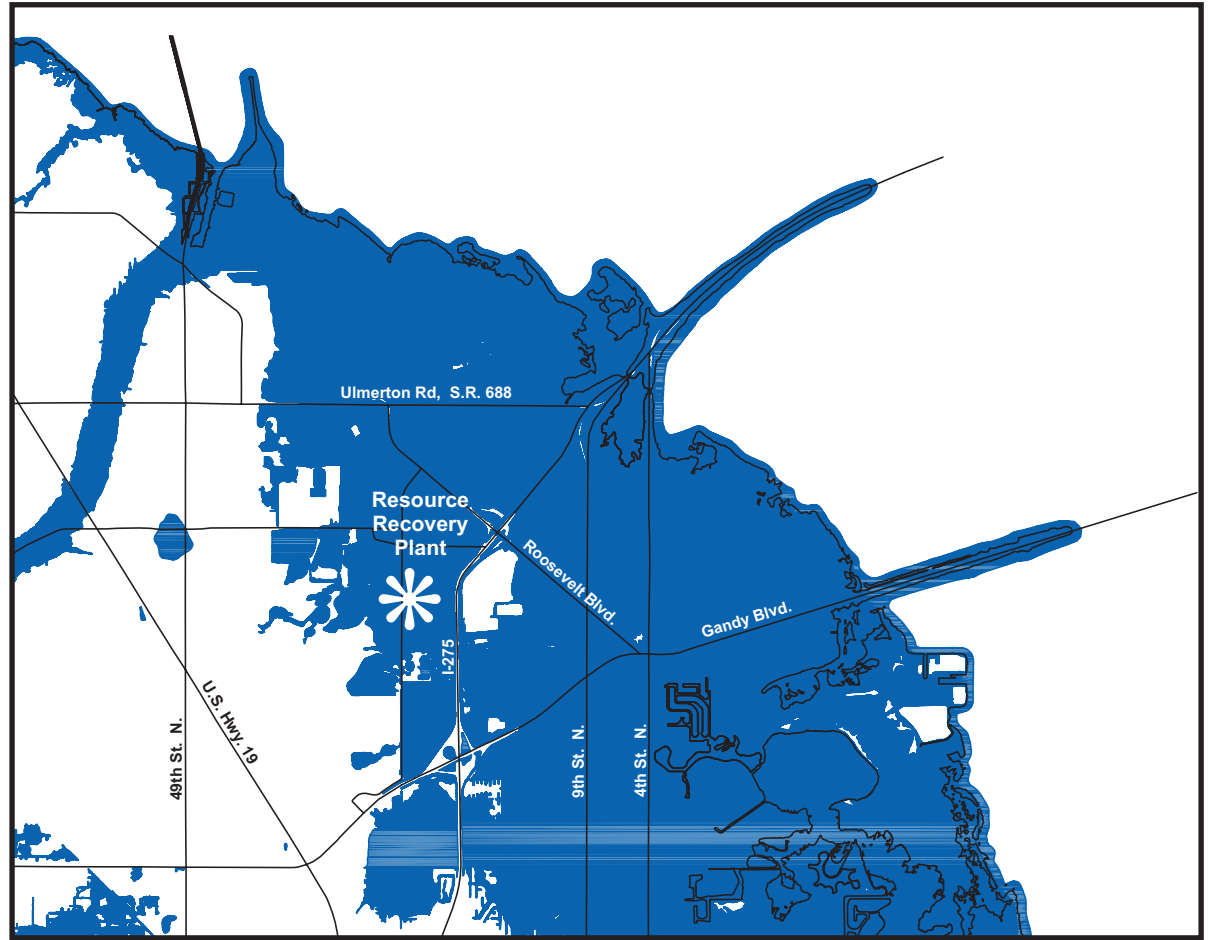 Ulmerton Rd, S.R. 688
Resource
Recovery
Plant
Roosevelt Blvd.
Gandy Blvd.
I-275
U.S. Hwy. 19
49th St. N.
9th St. N.
4th St. N.